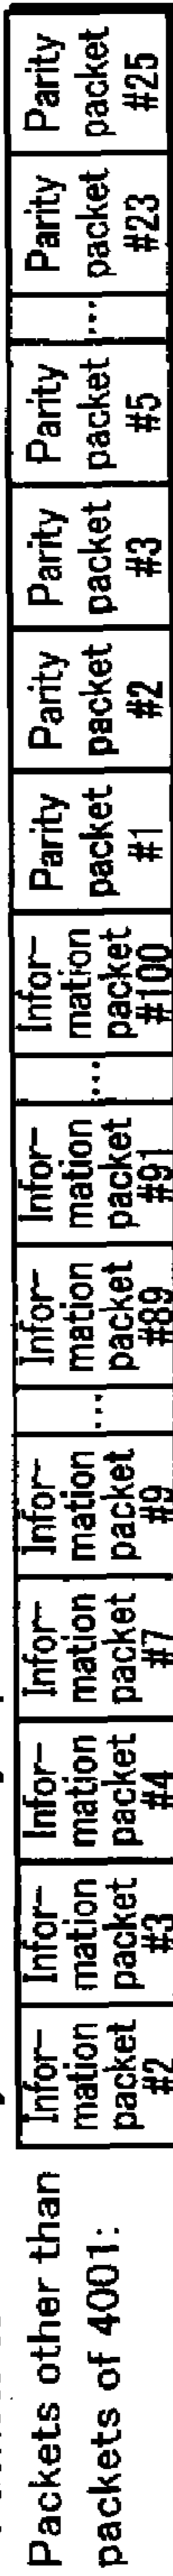 Packets other than
packets of 4001:
Infor-
mation
packet
#2
Infor-
mation
packet
#3
Infor-
mation
packet
#4
Infor-
mation
packet
#7
Infor-
mation
packet
#9
...
Infor-
mation
packet
#89
Infor-
mation
packet
#91
...
Infor-
mation
packet
#100
Parity
packet
#1
Parity
packet
#2
Parity
packet
#3
Parity
packet
#5
...
Parity
packet
#23
Parity
packet
#25